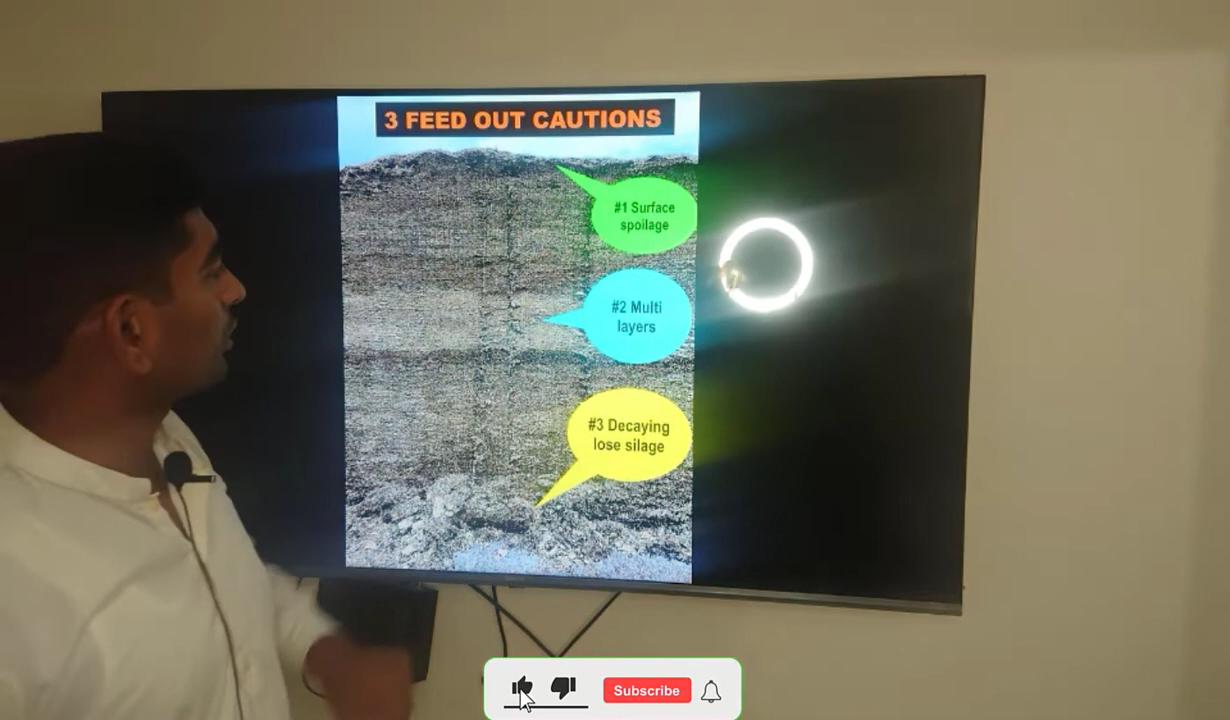 3 FEED OUT CAUTIONS
#1 Surface
spoilage
#2 Multi
layers
#3 Decaying
lose silage
Subscribe